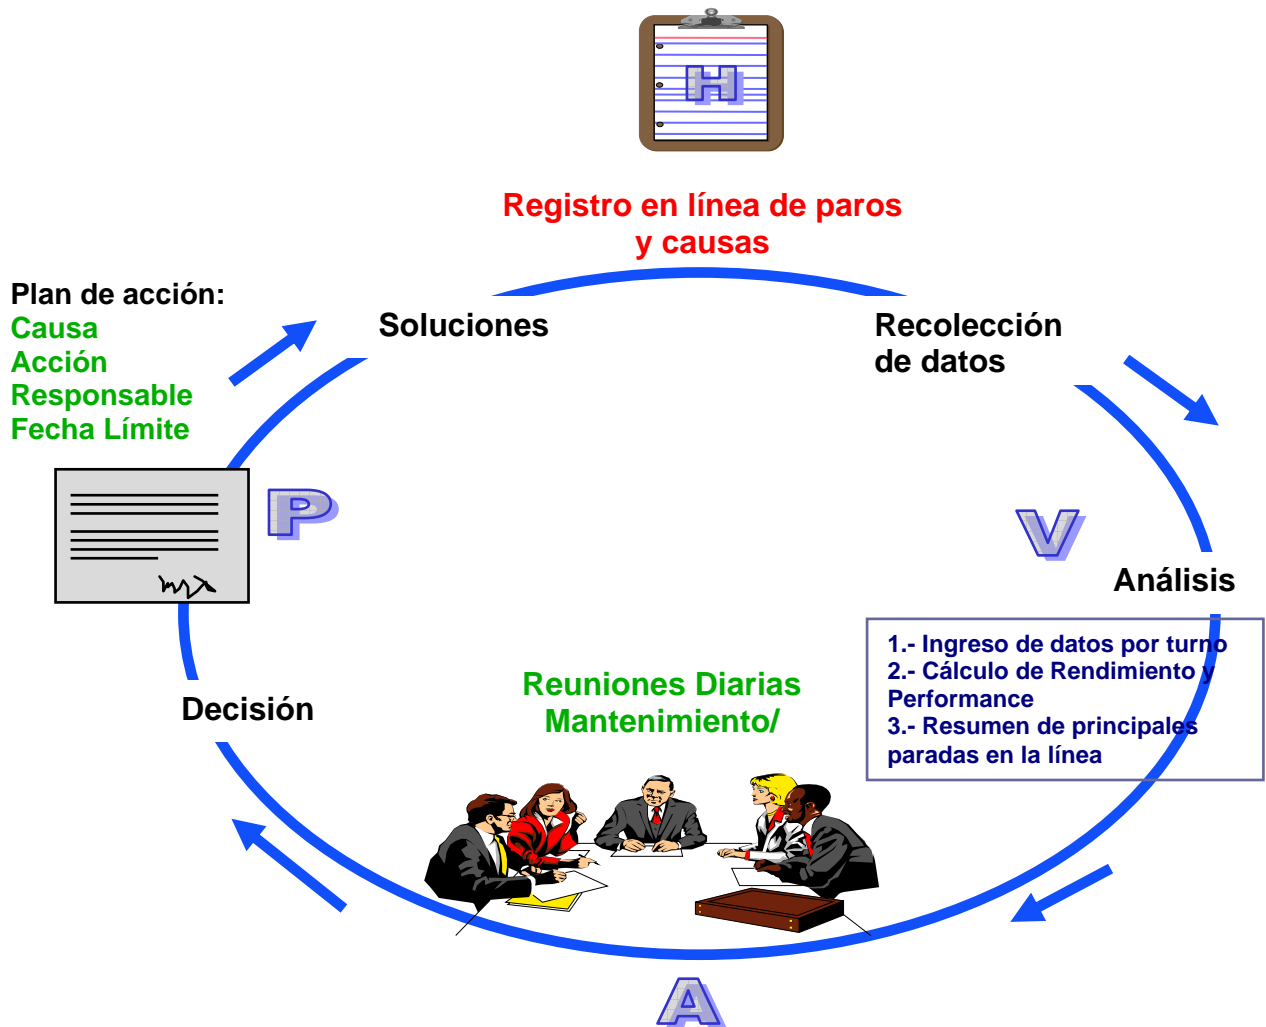 H
Registro en línea de paros
y causas
Plan de acción:
Causa
Acción
Responsable
Fecha Límite
Soluciones
Recolección
de datos
P
V
Análisis
1.- Ingreso de datos por turno
2.- Cálculo de Rendimiento y
Performance
3.- Resumen de principales
paradas en la línea
Reuniones Diarias
Mantenimiento/
Decisión
A